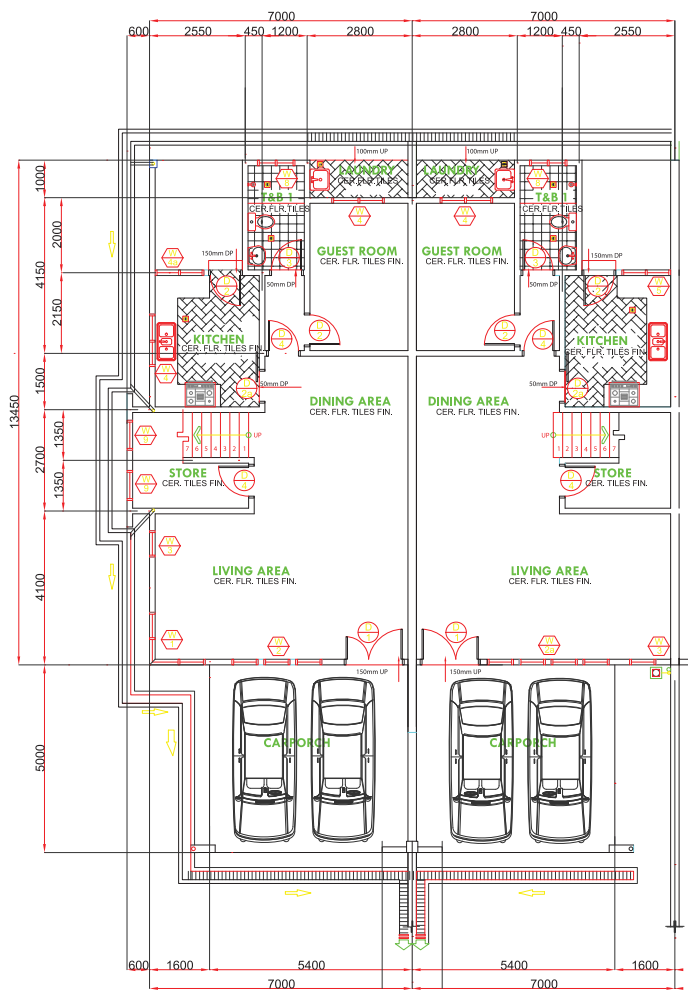 7000 7000
600 2550 450 1200 2800 2800 1200 450 2550
100mm UP 100mm UP
LAUNDRY LAUNDRY
CER. FLR. TILES CER. FLR. TILES
T&B 1 T&B 1
CER.FLR.TILES CER.FLR.TILES
1000
2000
4150
2150
1500
13450
1350
2700
1350
4100
5000
GUEST ROOM GUEST ROOM
CER. FLR. TILES FIN. CER. FLR. TILES FIN.
150mm DP 150mm DP
50mm DP 50mm DP
KITCHEN KITCHEN
CER. FLR. TILES FIN. CER. FLR. TILES FIN.
50mm DP 50mm DP
DINING AREA DINING AREA
CER. FLR. TILES FIN. CER. FLR. TILES FIN.
7 6 5 4 3 2 1 UP UP 1 2 3 4 5 6 7
STORE STORE
CER. TILES FIN. CER. TILES FIN.
LIVING AREA LIVING AREA
CER. FLR. TILES FIN. CER. FLR. TILES FIN.
D 1 D 1
150mm UP 150mm UP
CARPORCH CARPORCH
600 1600 5400 5400 1600
7000 7000